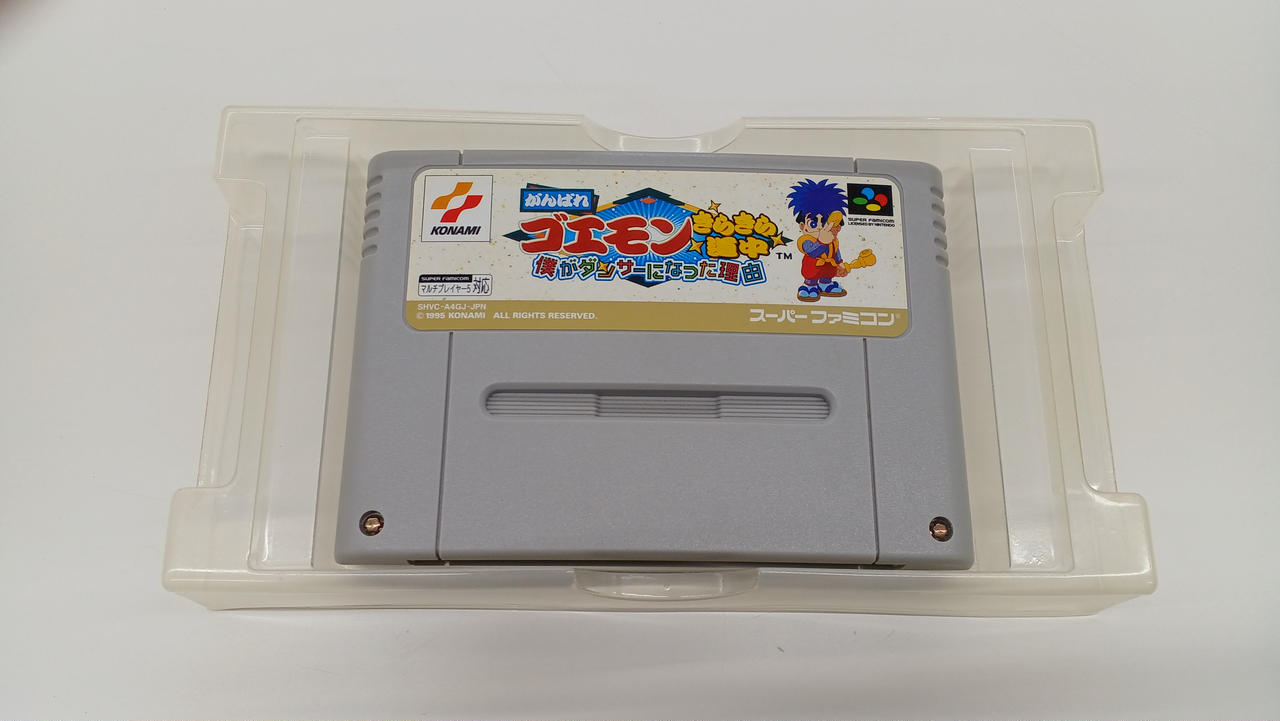 KONAMI
がんばれ
ゴエモン きらきら道中
僕がダンサーになった理由
TM
SUPER FAMICOM
LICENSED BY NINTENDO
SUPER FAMICOM
マルチプレイヤー5 対応
SHVC-A4GJ-JPN
© 1995 KONAMI ALL RIGHTS RESERVED.
スーパーファミコン®